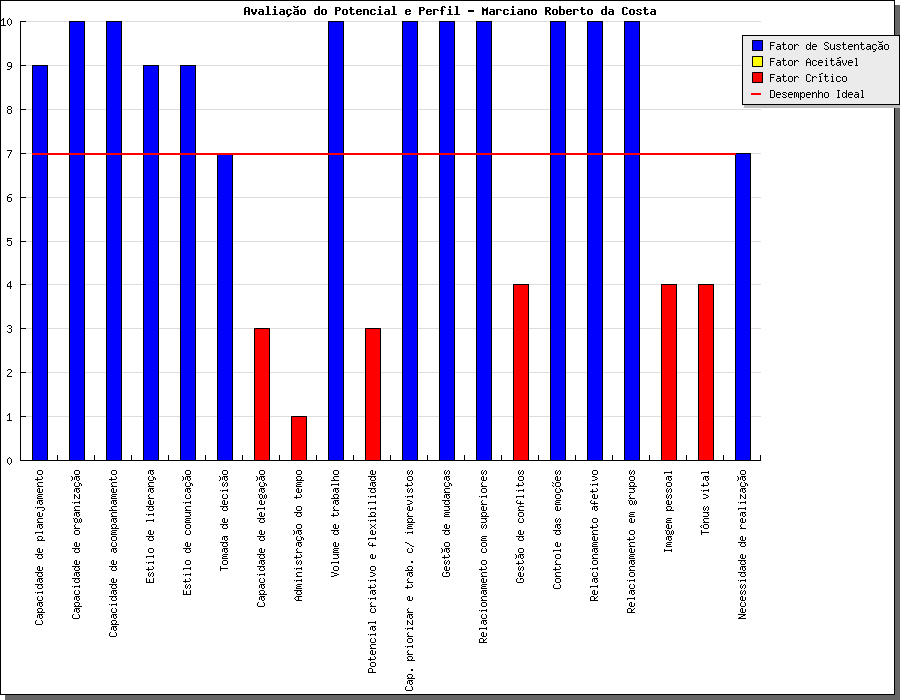 Avaliação do Potencial e Perfil - Marciano Roberto da Costa
Fator de Sustentação
Fator Aceitável
Fator Crítico
Desempenho Ideal
10
9
8
7
6
5
4
3
2
1
0
Capacidade de planejamento
Capacidade de organização
Capacidade de acompanhamento
Estilo de liderança
Estilo de comunicação
Tomada de decisão
Capacidade de delegação
Administração do tempo
Volume de trabalho
Potencial criativo e flexibilidade
Cap. priorizar e trab. c/ imprevistos
Gestão de mudanças
Relacionamento com superiores
Gestão de conflitos
Controle das emoções
Relacionamento afetivo
Relacionamento em grupos
Imagem pessoal
Tônus vital
Necessidade de realização